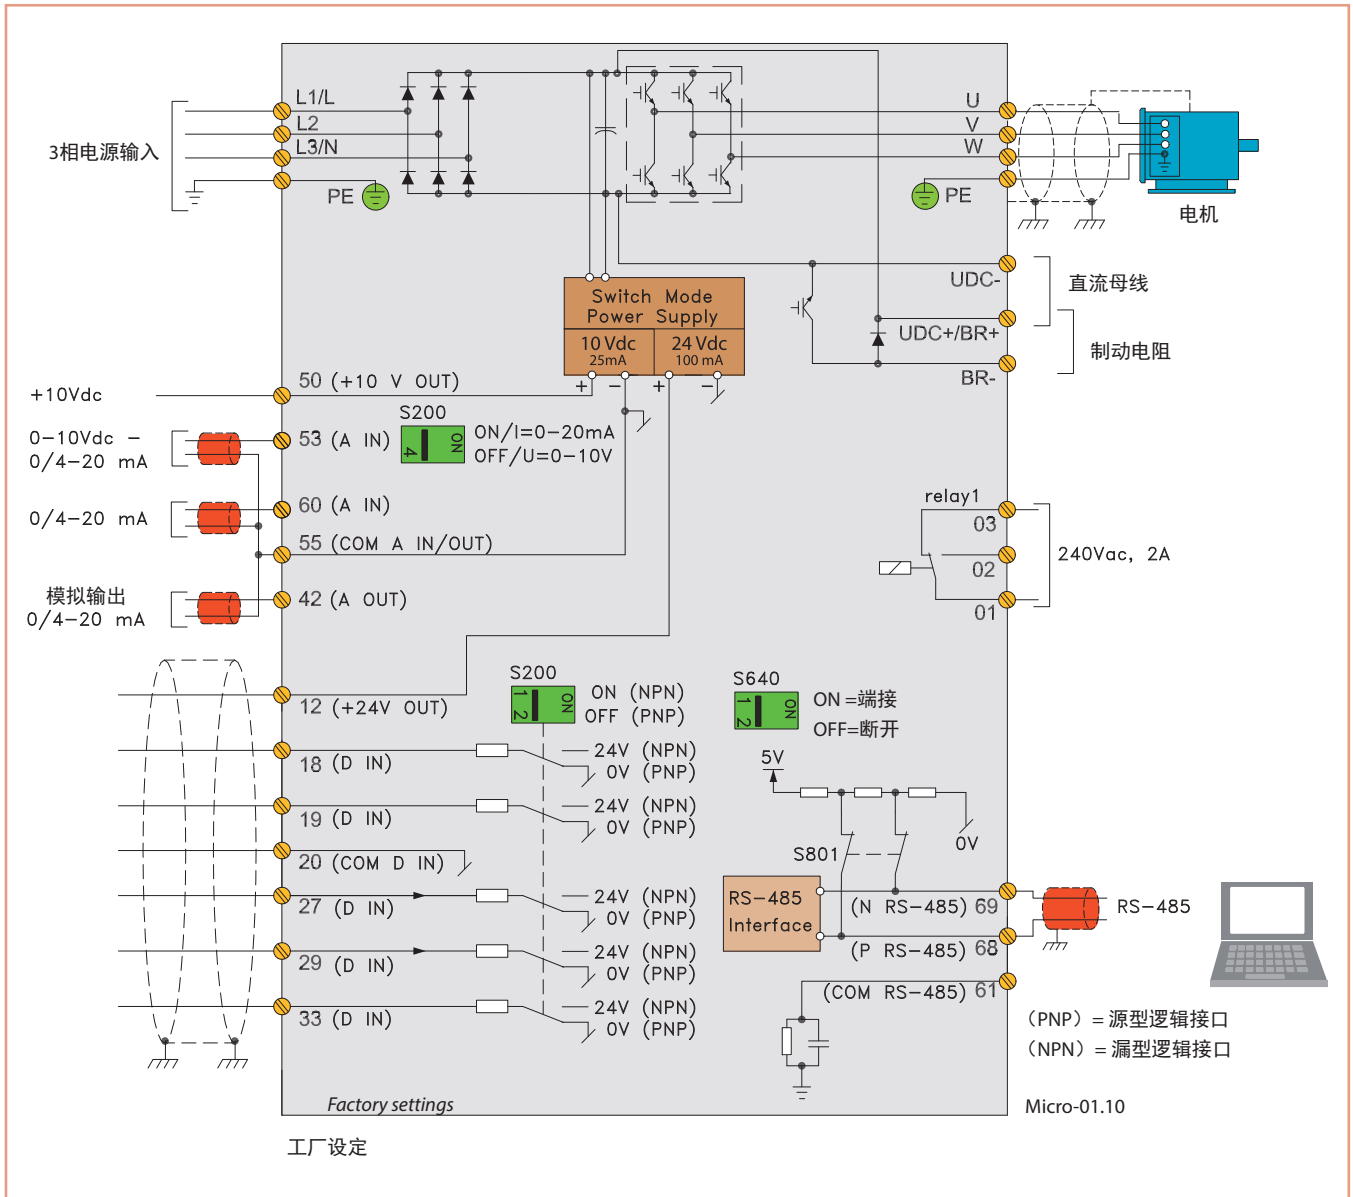 L1/L
L2
L3/N
3相电源输入
PE
U
V
W
PE
电机
UDC-
直流母线
UDC+/BR+
制动电阻
BR-
Switch Mode
Power Supply
10 Vdc
25mA
24 Vdc
100 mA
+ − + −
+10Vdc
50 (+10 V OUT)
S200
0-10Vdc -
0/4-20 mA
53 (A IN)
4 ON
ON/I=0-20mA
OFF/U=0-10V
0/4-20 mA
60 (A IN)
55 (COM A IN/OUT)
模拟输出
0/4-20 mA
42 (A OUT)
relay1
03
02
01
240Vac, 2A
12 (+24V OUT)
S200
1 2 ON
ON (NPN)
OFF (PNP)
S640
1 2 ON
ON =端接
OFF=断开
18 (D IN)
24V (NPN)
0V (PNP)
19 (D IN)
24V (NPN)
0V (PNP)
20 (COM D IN)
27 (D IN)
24V (NPN)
0V (PNP)
29 (D IN)
24V (NPN)
0V (PNP)
33 (D IN)
24V (NPN)
0V (PNP)
5V
0V
S801
RS-485
Interface
(N RS-485) 69
(P RS-485) 68
(COM RS-485) 61
RS-485
（PNP）= 源型逻辑接口
（NPN）= 漏型逻辑接口
Factory settings
Micro-01.10
工厂设定